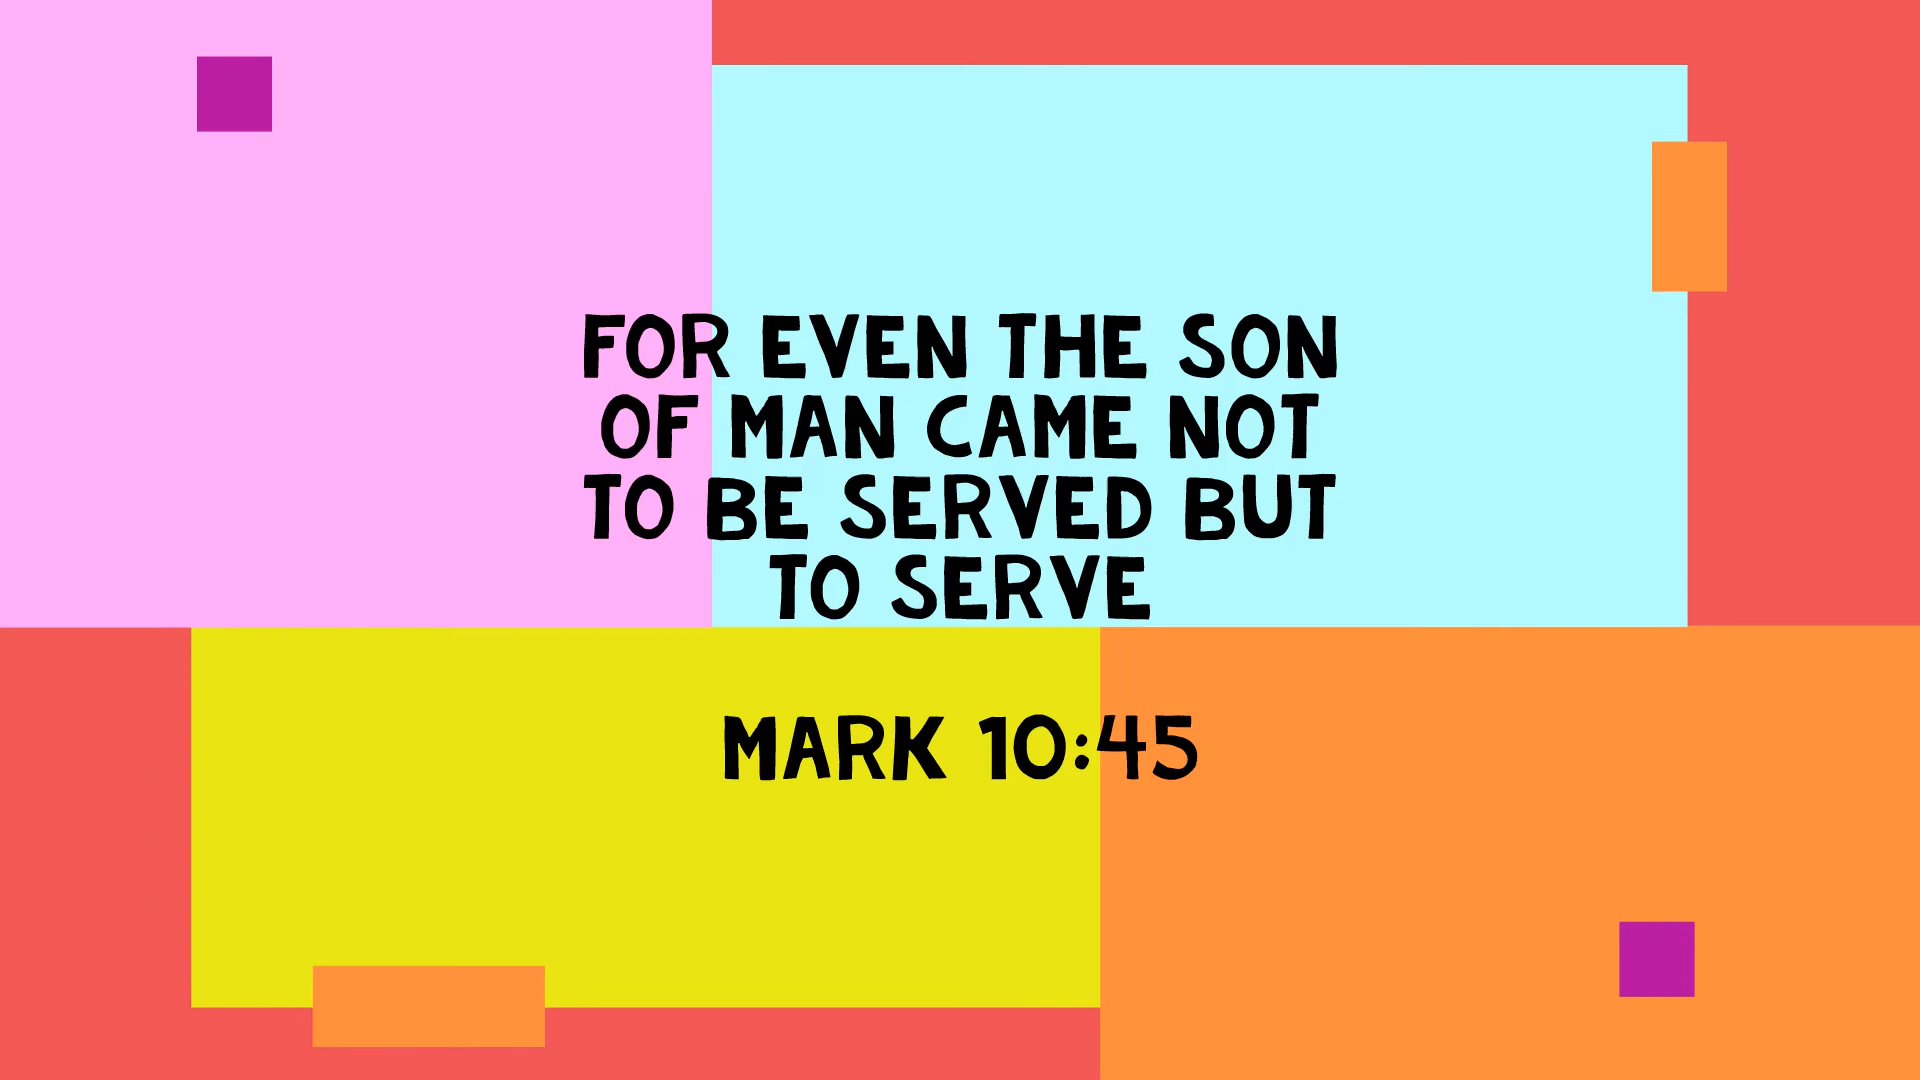 FOR EVEN THE SON
OF MAN CAME NOT
TO BE SERVED BUT
TO SERVE
MARK 10:45